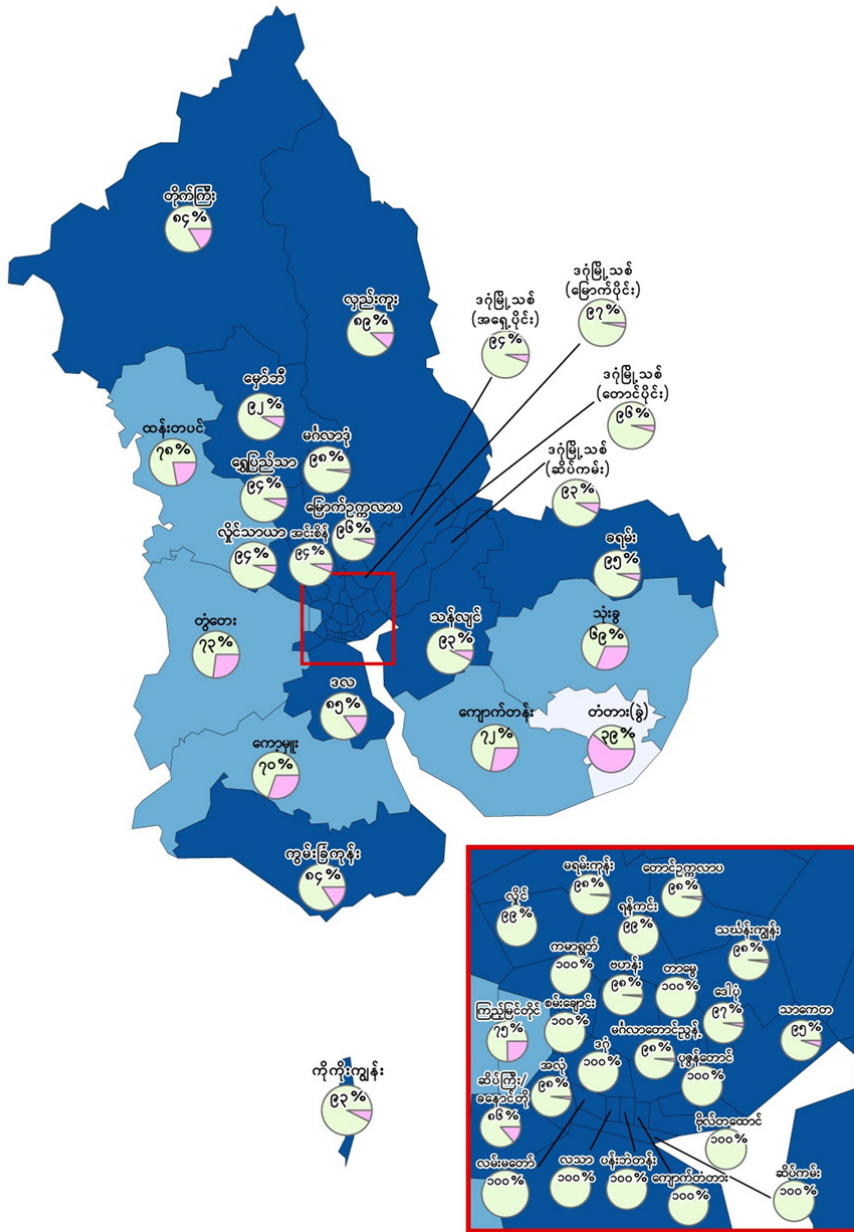 တိုက်ကြီး
၈၄%
လှည်းကူး
၈၉%
ဒဂုံမြို့သစ်
(မြောက်ပိုင်း)
၉၇%
ဒဂုံမြို့သစ်
(အရှေ့ပိုင်း)
၉၄%
ဒဂုံမြို့သစ်
(တောင်ပိုင်း)
၉၆%
ဒဂုံမြို့သစ်
(ဆိပ်ကမ်း)
၉၃%
မှော်ဘီ
၉၂%
ထန်းတပင်
၇၈%
မင်္ဂလာဒုံ
၉၈%
ရွှေပြည်သာ
၉၄%
မြောက်ဥက္ကလာပ
၉၆%
လှိုင်သာယာ
၉၄%
အင်းစိန်
၉၄%
ခရမ်း
၉၅%
တွံတေး
၇၃%
သန်လျင်
၉၃%
သုံးခွ
၆၉%
ဒလ
၈၅%
ကျောက်တန်း
၇၂%
တံတား(ခွဲ)
၃၉%
ကော့မှူး
၇၀%
ကွမ်းခြံကုန်း
၈၄%
ကိုကိုးကျွန်း
၉၃%
လှိုင်
၉၉%
မရမ်းကုန်း
၉၈%
တောင်ဥက္ကလာပ
၉၈%
ရန်ကင်း
၉၉%
သင်္ဃန်းကျွန်း
၉၈%
ကမာရွတ်
၁၀၀%
ဗဟန်း
၉၈%
တာမွေ
၁၀၀%
ဒေါပုံ
၉၇%
သာကေတ
၉၅%
ကြည့်မြင်တိုင်
၇၅%
စမ်းချောင်း
၁၀၀%
မင်္ဂလာတောင်ညွန့်
၉၈%
ဒဂုံ
၁၀၀%
ပုဇွန်တောင်
၁၀၀%
ဆိပ်ကြီး/
ခနောင်တို
၈၆%
အလုံ
၉၈%
ဗိုလ်တထောင်
၁၀၀%
လမ်းမတော်
၁၀၀%
လသာ
၁၀၀%
ပန်းဘဲတန်း
၁၀၀%
ကျောက်တံတား
၁၀၀%
ဆိပ်ကမ်း
၁၀၀%